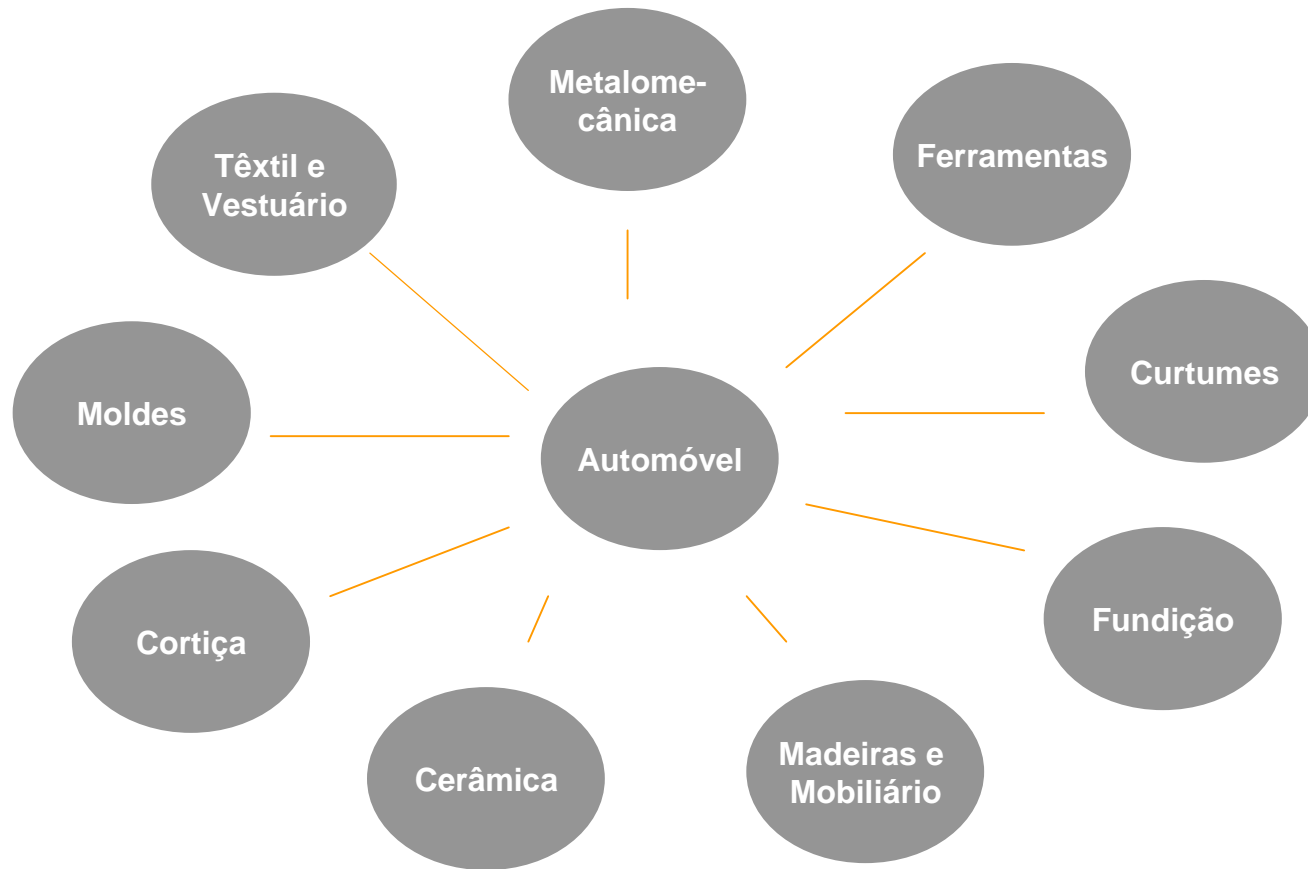 Metalome-
cânica
Ferramentas
Têxtil e
Vestuário
Curtumes
Moldes
Automóvel
Fundição
Cortiça
Madeiras e
Mobiliário
Cerâmica